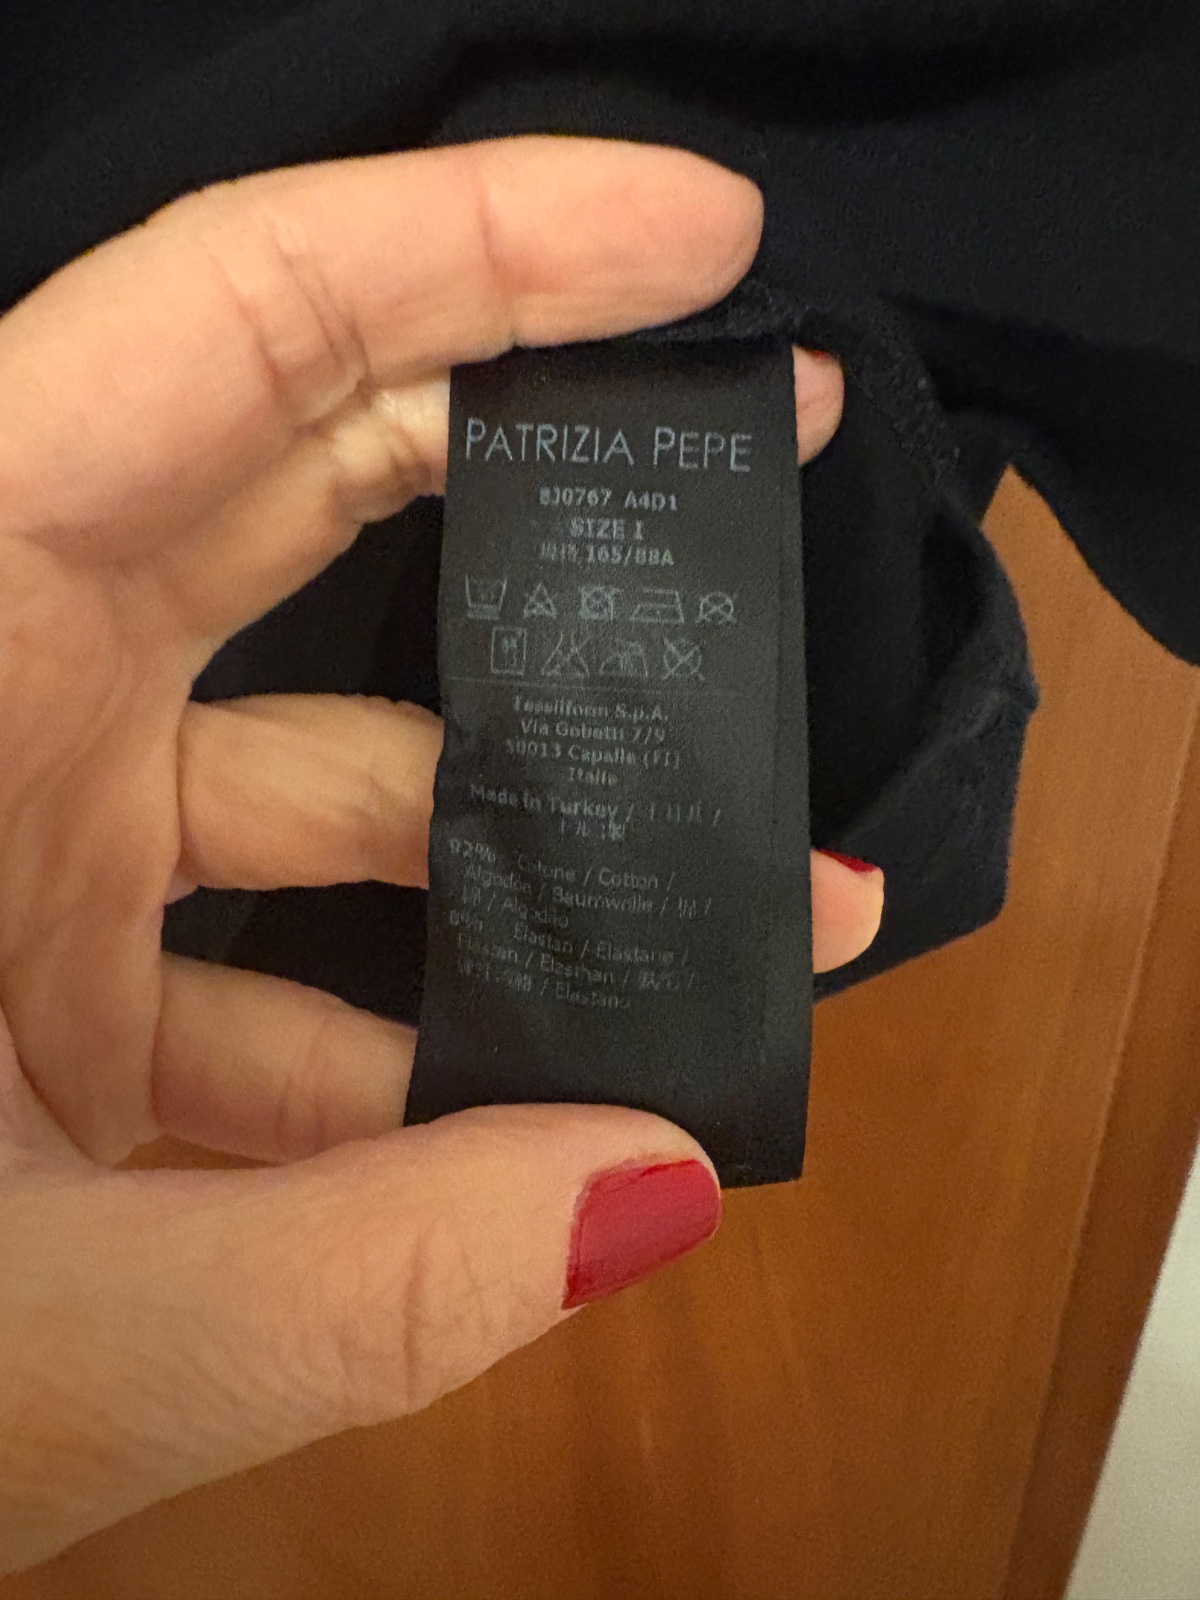 PATRIZIA PEPE
8J0767 A4D1
SIZE I
165/88A
Tessilform S.p.A.
Via Gobetti 7/9
50013 Capalle (FI)
Italia
Made in Turkey / /
92% Cotone / Cotton /
Algodón / Baumwolle / 棉 /
/ Algodão
8% Elastan / Elastane /
Elastan / Elasthan / /
/ Elastano